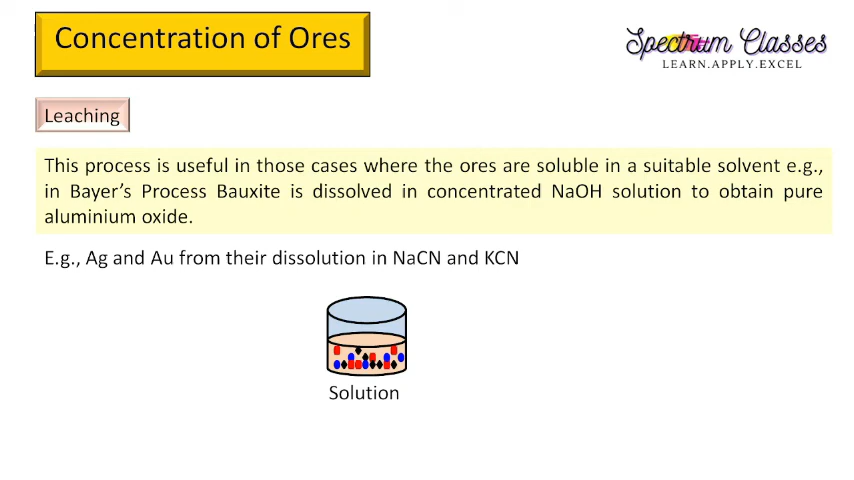 Concentration of Ores
Spectrum Classes
LEARN.APPLY.EXCEL
Leaching
This process is useful in those cases where the ores are soluble in a suitable solvent e.g.,
in Bayer’s Process Bauxite is dissolved in concentrated NaOH solution to obtain pure
aluminium oxide.
E.g., Ag and Au from their dissolution in NaCN and KCN
Solution